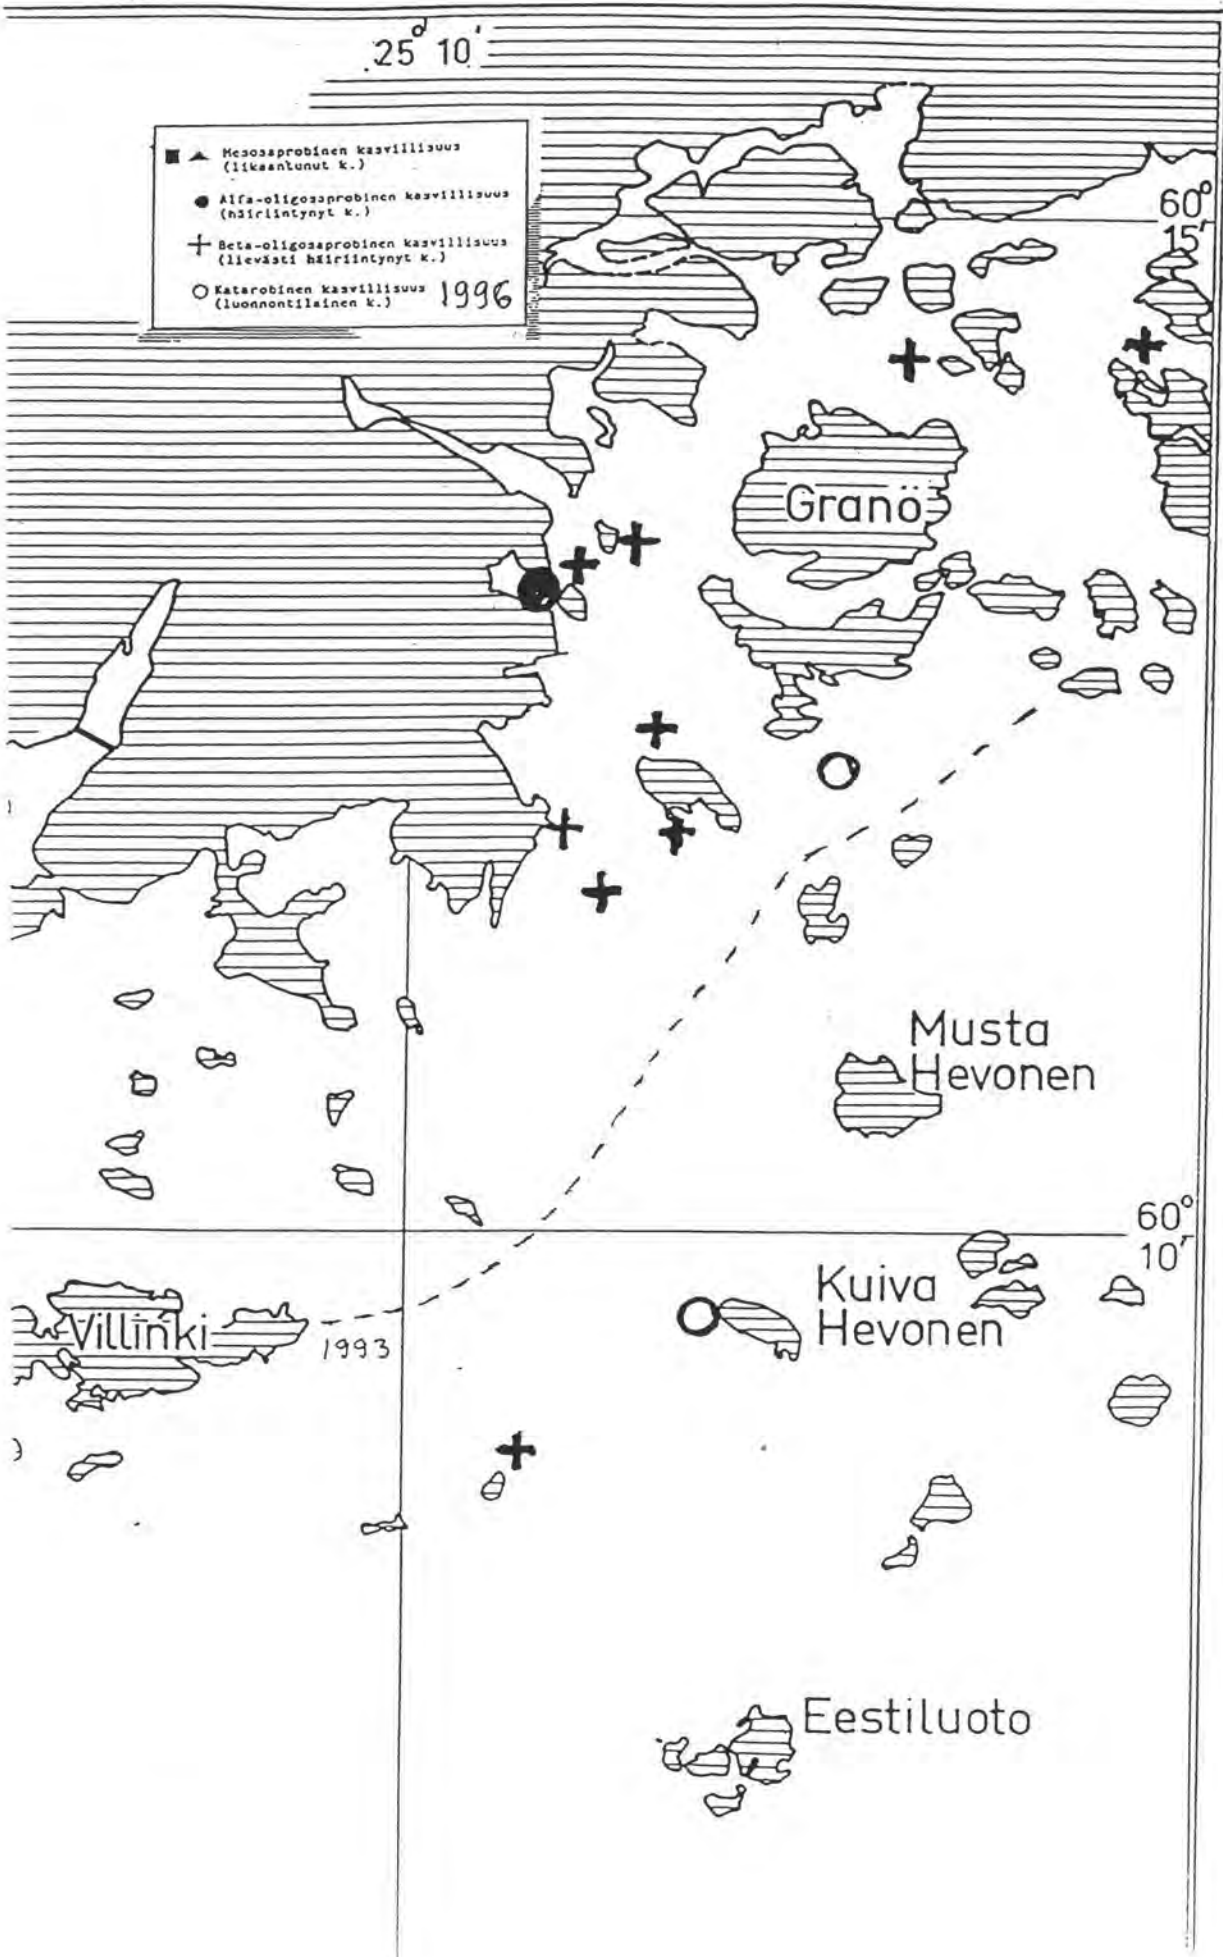 25° 10'
Mesosaprobinen kasvillisuus
(likaantunut k.)
Alfa-oligosaprobinen kasvillisuus
(häiriintynyt k.)
Beta-oligosaprobinen kasvillisuus
(lievästi häiriintynyt k.)
Katarobinen kasvillisuus
(luonnontilainen k.) 1996
60°
15'
Granö
Musta
Hevonen
60°
10'
Kuiva
Hevonen
Villinki
1993
Eestiluoto